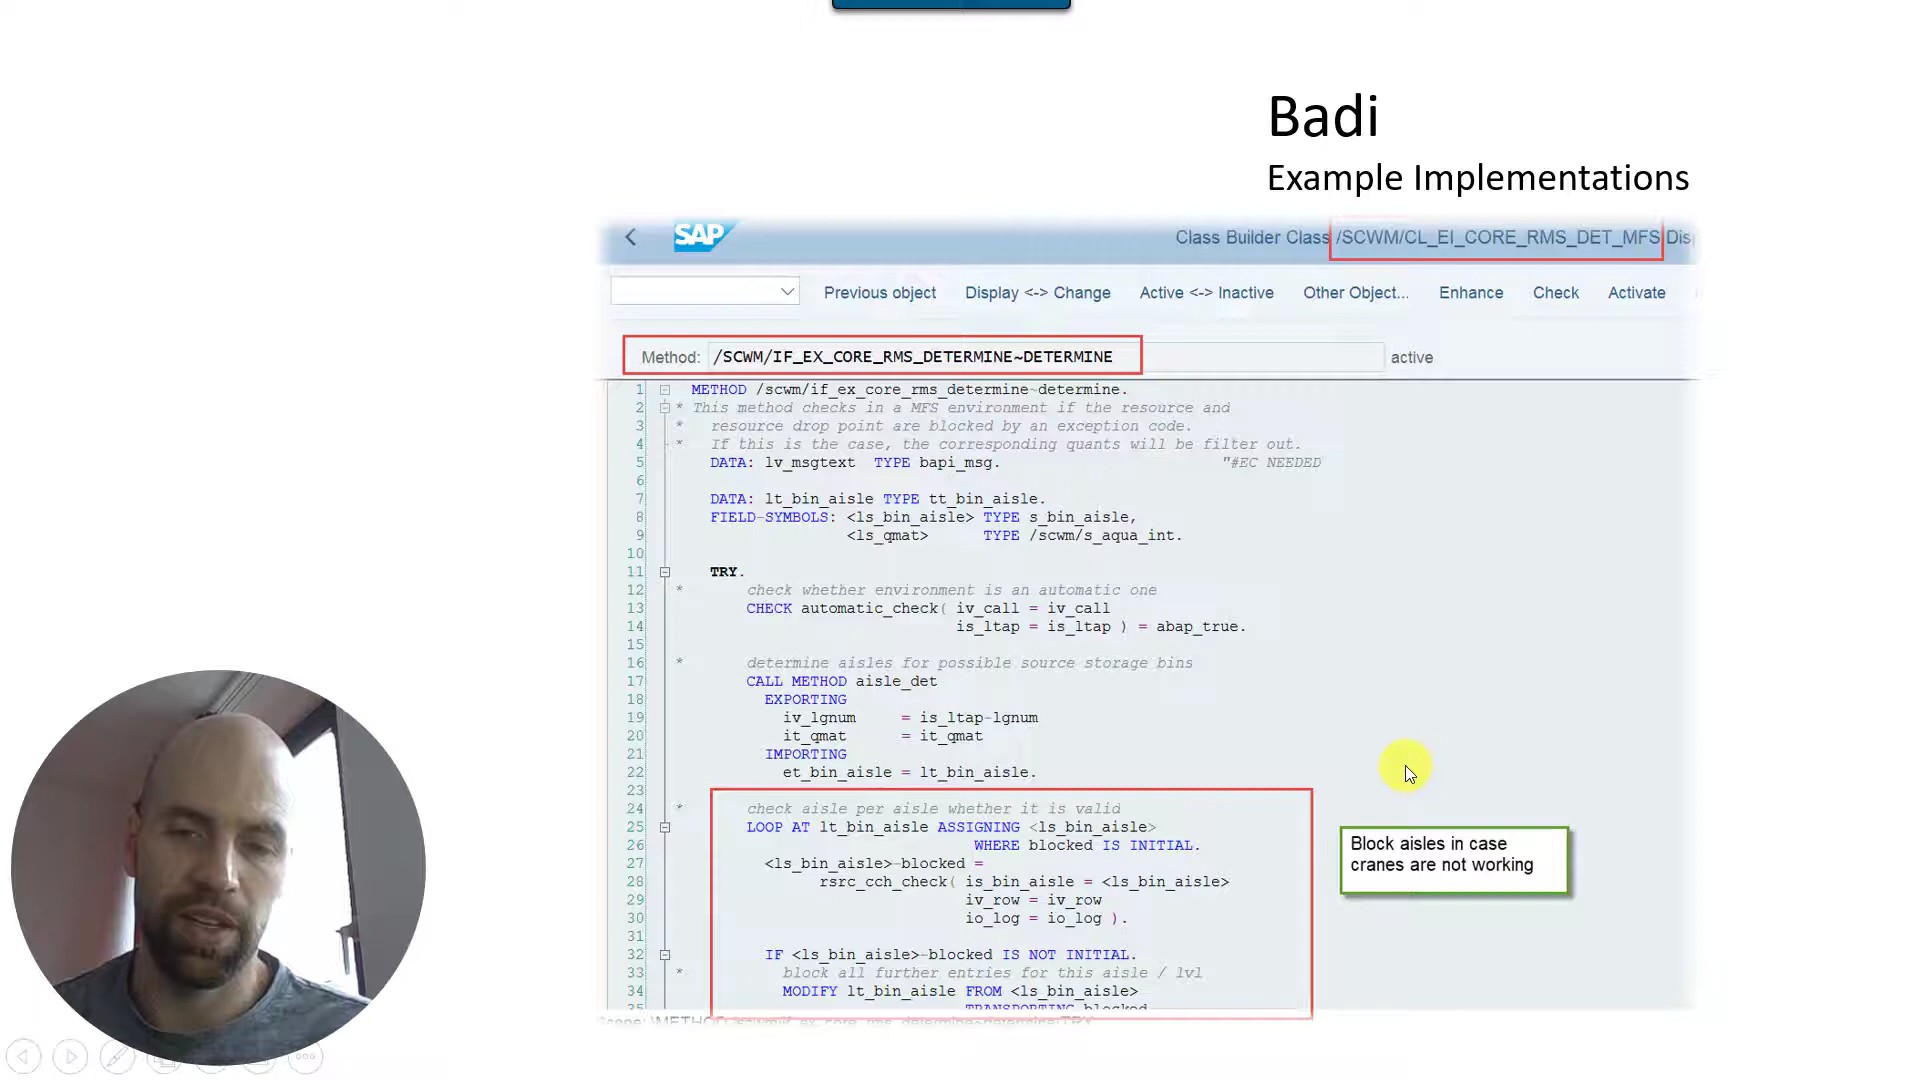 Badi
Example Implementations
SAP
Class Builder Class /SCWM/CL_EI_CORE_RMS_DET_MFS Dis
Previous object Display <-> Change Active <-> Inactive Other Object... Enhance Check Activate
Method: /SCWM/IF_EX_CORE_RMS_DETERMINE~DETERMINE active
1 METHOD /scwm/if_ex_core_rms_determine~determine.
2 * This method checks in a MFS environment if the resource and
3 * resource drop point are blocked by an exception code.
4 * If this is the case, the corresponding quants will be filter out.
5 DATA: lv_msgtext TYPE bapi_msg. "#EC NEEDED
6
7 DATA: lt_bin_aisle TYPE tt_bin_aisle.
8 FIELD-SYMBOLS: <ls_bin_aisle> TYPE s_bin_aisle,
9 <ls_qmat> TYPE /scwm/s_aqua_int.
10
11 TRY.
12 * check whether environment is an automatic one
13 CHECK automatic_check( iv_call = iv_call
14 is_ltap = is_ltap ) = abap_true.
15
16 * determine aisles for possible source storage bins
17 CALL METHOD aisle_det
18 EXPORTING
19 iv_lgnum = is_ltap-lgnum
20 it_qmat = it_qmat
21 IMPORTING
22 et_bin_aisle = lt_bin_aisle.
23
24 * check aisle per aisle whether it is valid
25 LOOP AT lt_bin_aisle ASSIGNING <ls_bin_aisle>
26 WHERE blocked IS INITIAL.
27 <ls_bin_aisle>-blocked =
28 rsrc_cch_check( is_bin_aisle = <ls_bin_aisle>
29 iv_row = iv_row
30 io_log = io_log ).
31
32 IF <ls_bin_aisle>-blocked IS NOT INITIAL.
33 * block all further entries for this aisle / lvl
34 MODIFY lt_bin_aisle FROM <ls_bin_aisle>
35 TRANSPORTING blocked
Block aisles in case
cranes are not working